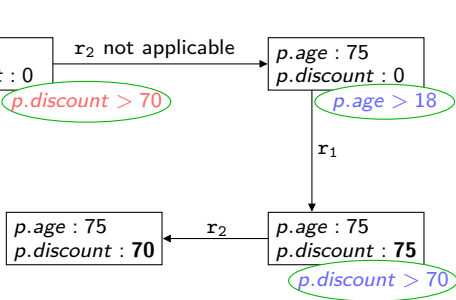 r₂ not applicable
t : 0
p.discount > 70
p.age : 75
p.discount : 0
p.age > 18
r₁
p.age : 75
p.discount : 70
r₂
p.age : 75
p.discount : 75
p.discount > 70